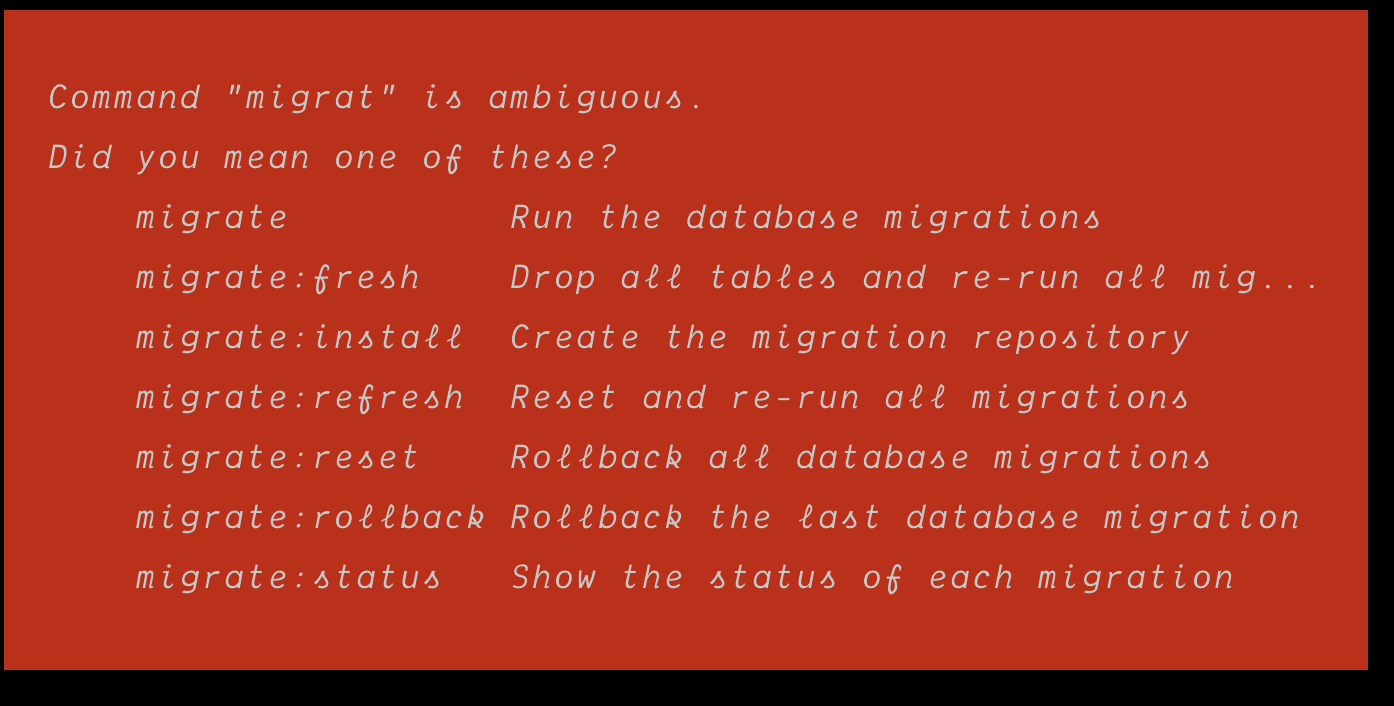 Command "migrat" is ambiguous.
Did you mean one of these?
    migrate          Run the database migrations
    migrate:fresh    Drop all tables and re-run all mig...
    migrate:install  Create the migration repository
    migrate:refresh  Reset and re-run all migrations
    migrate:reset    Rollback all database migrations
    migrate:rollback Rollback the last database migration
    migrate:status   Show the status of each migration